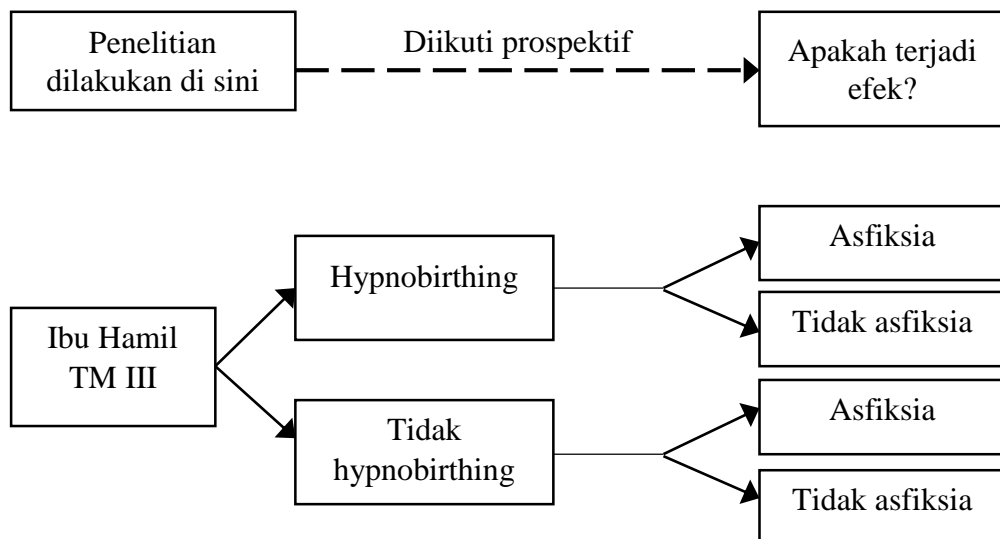 Penelitian
dilakukan di sini
Diikuti prospektif
Apakah terjadi
efek?
Hypnobirthing
Asfiksia
Tidak asfiksia
Ibu Hamil
TM III
Tidak
hypnobirthing
Asfiksia
Tidak asfiksia